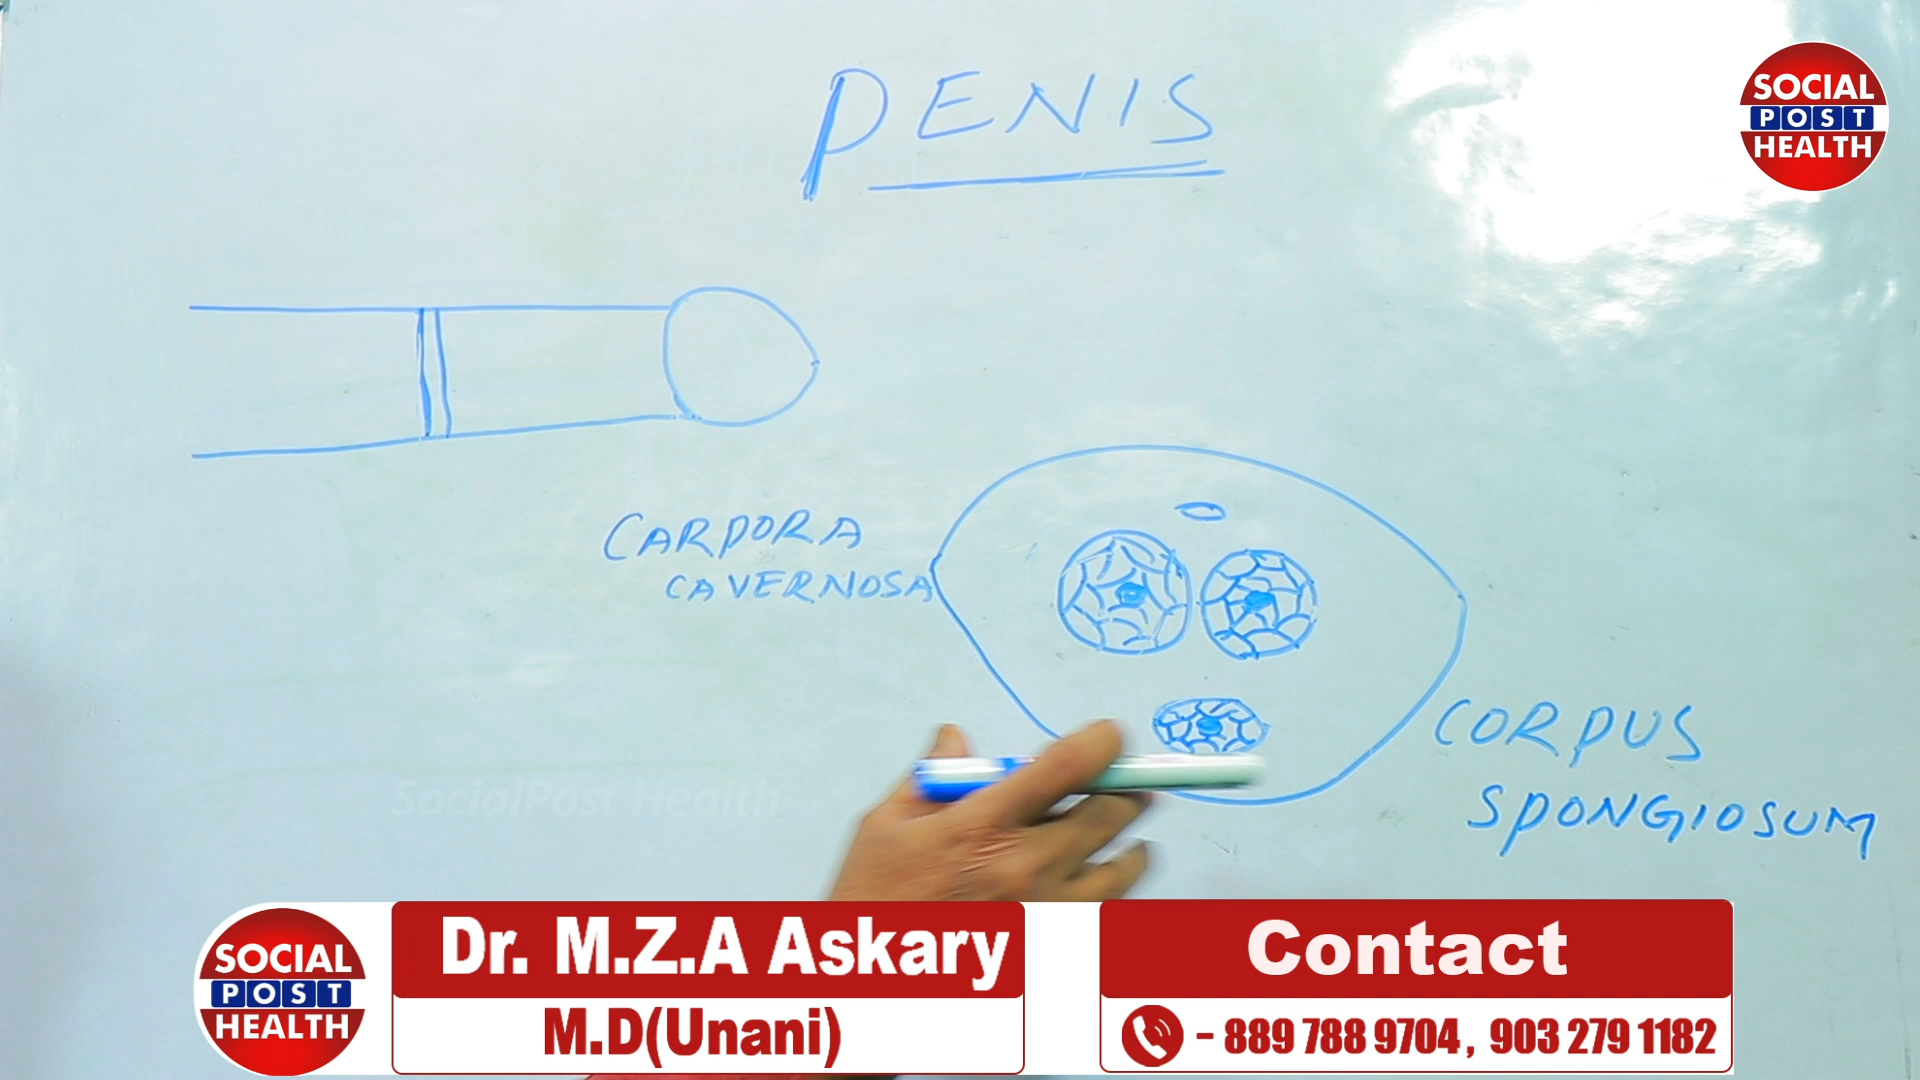 PENIS
SOCIAL
POST
HEALTH
CARPORA
CAVERNOSA
CORPUS
SPONGIOSUM
SocialPost Health
SOCIAL
POST
HEALTH
Dr. M.Z.A Askary
M.D(Unani)
Contact
- 889 788 9704, 903 279 1182